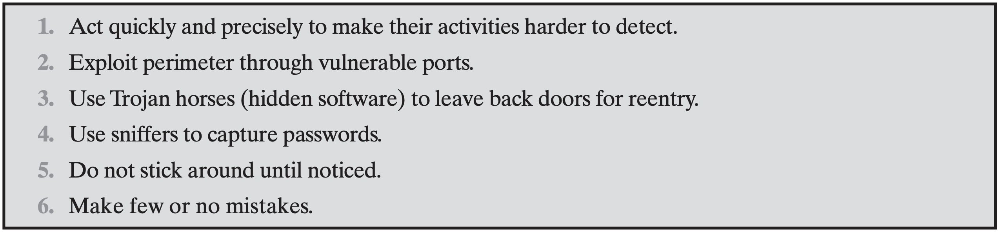 1. Act quickly and precisely to make their activities harder to detect.
2. Exploit perimeter through vulnerable ports.
3. Use Trojan horses (hidden software) to leave back doors for reentry.
4. Use sniffers to capture passwords.
5. Do not stick around until noticed.
6. Make few or no mistakes.